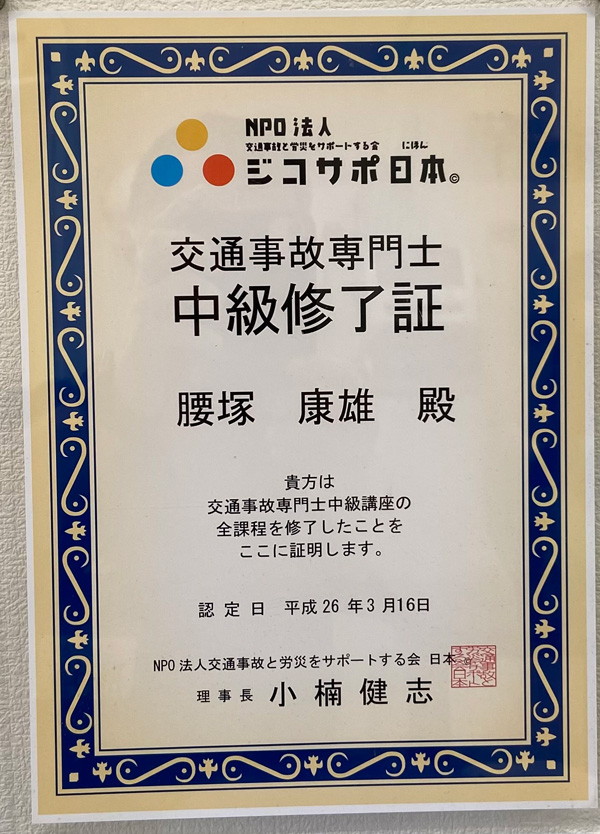 NPO法人
交通事故と労災をサポートする会 にほん
ジコサポ日本©
交通事故専門士
中級修了証
腰塚 康雄 殿
貴方は
交通事故専門士中級講座の
全課程を修了したことを
ここに証明します。
認定日 平成26年3月16日
NPO法人交通事故と労災をサポートする会 日本
理事長 小楠健志